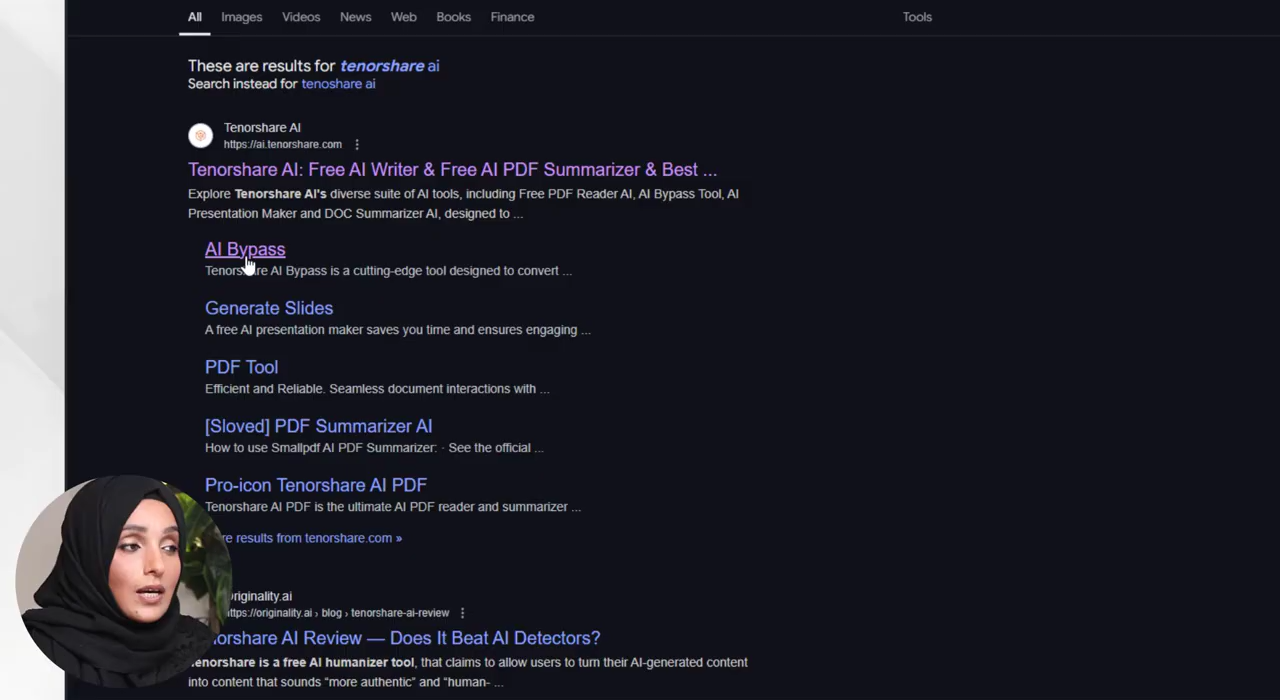 All Images Videos News Web Books Finance Tools
These are results for tenorshare ai
Search instead for tenoshare ai
Tenorshare AI
https://ai.tenorshare.com
Tenorshare AI: Free AI Writer & Free AI PDF Summarizer & Best ...
Explore Tenorshare AI's diverse suite of AI tools, including Free PDF Reader AI, AI Bypass Tool, AI
Presentation Maker and DOC Summarizer AI, designed to ...
AI Bypass
Tenorshare AI Bypass is a cutting-edge tool designed to convert ...
Generate Slides
A free AI presentation maker saves you time and ensures engaging ...
PDF Tool
Efficient and Reliable. Seamless document interactions with ...
[Sloved] PDF Summarizer AI
How to use Smallpdf AI PDF Summarizer: · See the official ...
Pro-icon Tenorshare AI PDF
Tenorshare AI PDF is the ultimate AI PDF reader and summarizer ...
results from tenorshare.com »
Originality.ai
https://originality.ai › blog › tenorshare-ai-review
Tenorshare AI Review — Does It Beat AI Detectors?
Tenorshare is a free AI humanizer tool, that claims to allow users to turn their AI-generated content
into content that sounds “more authentic” and “human- ...